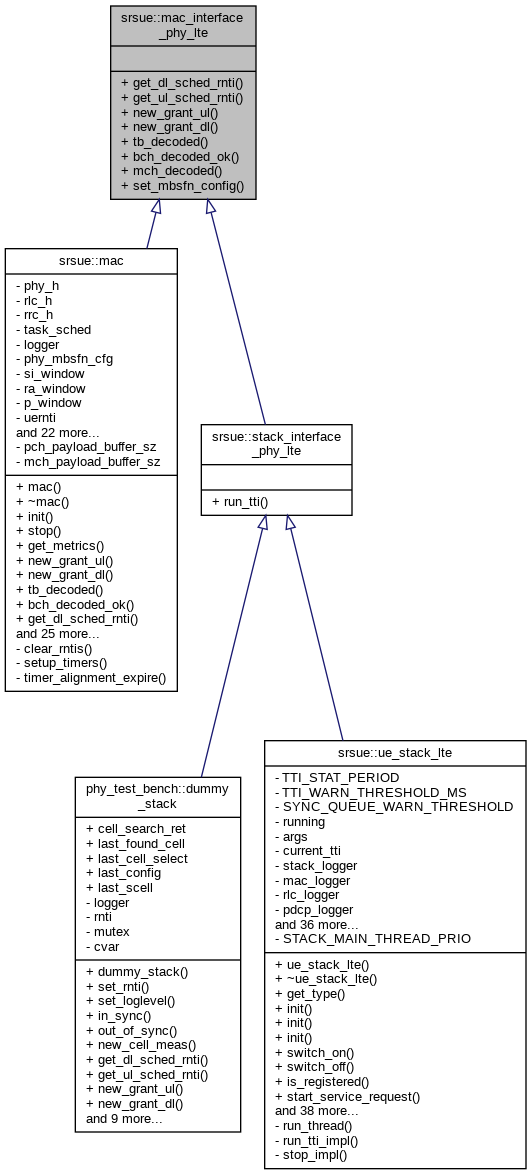 srsue::mac_interface
_phy_lte
+ get_dl_sched_rnti()
+ get_ul_sched_rnti()
+ new_grant_ul()
+ new_grant_dl()
+ tb_decoded()
+ bch_decoded_ok()
+ mch_decoded()
+ set_mbsfn_config()
srsue::mac
- phy_h
- rlc_h
- rrc_h
- task_sched
- logger
- phy_mbsfn_cfg
- si_window
- ra_window
- p_window
- uernti
and 22 more...
- pch_payload_buffer_sz
- mch_payload_buffer_sz
+ mac()
+ ~mac()
+ init()
+ stop()
+ get_metrics()
+ new_grant_ul()
+ new_grant_dl()
+ tb_decoded()
+ bch_decoded_ok()
+ get_dl_sched_rnti()
and 25 more...
- clear_rntis()
- setup_timers()
- timer_alignment_expire()
srsue::stack_interface
_phy_lte
+ run_tti()
phy_test_bench::dummy
_stack
+ cell_search_ret
+ last_found_cell
+ last_cell_select
+ last_config
+ last_scell
- logger
- rnti
- mutex
- cvar
+ dummy_stack()
+ set_rnti()
+ set_loglevel()
+ in_sync()
+ out_of_sync()
+ new_cell_meas()
+ get_dl_sched_rnti()
+ get_ul_sched_rnti()
+ new_grant_ul()
+ new_grant_dl()
and 9 more...
srsue::ue_stack_lte
- TTI_STAT_PERIOD
- TTI_WARN_THRESHOLD_MS
- SYNC_QUEUE_WARN_THRESHOLD
- running
- args
- current_tti
- stack_logger
- mac_logger
- rlc_logger
- pdcp_logger
and 36 more...
- STACK_MAIN_THREAD_PRIO
+ ue_stack_lte()
+ ~ue_stack_lte()
+ get_type()
+ init()
+ init()
+ init()
+ switch_on()
+ switch_off()
+ is_registered()
+ start_service_request()
and 38 more...
- run_thread()
- run_tti_impl()
- stop_impl()